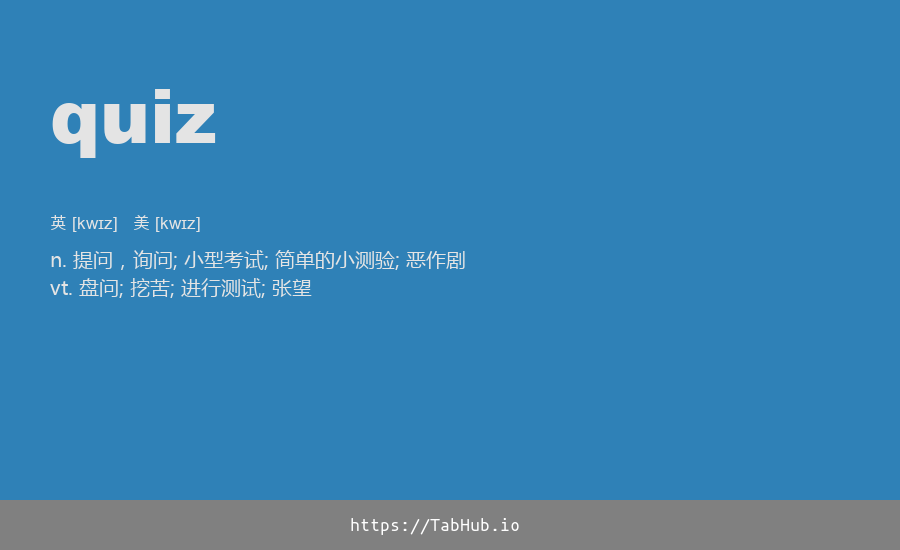 quiz
英 [kwɪz] 美 [kwɪz]
n. 提问，询问; 小型考试; 简单的小测验; 恶作剧
vt. 盘问; 挖苦; 进行测试; 张望
https://TabHub.io